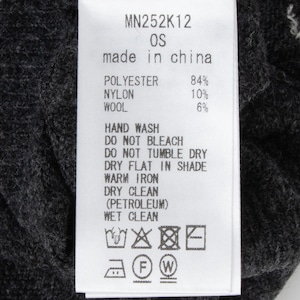 MN252K12
OS
made in china
POLYESTER 84%
NYLON 10%
WOOL 6%
HAND WASH
DO NOT BLEACH
DO NOT TUMBLE DRY
DRY FLAT IN SHADE
WARM IRON
DRY CLEAN
(PETROLEUM)
WET CLEAN
F W